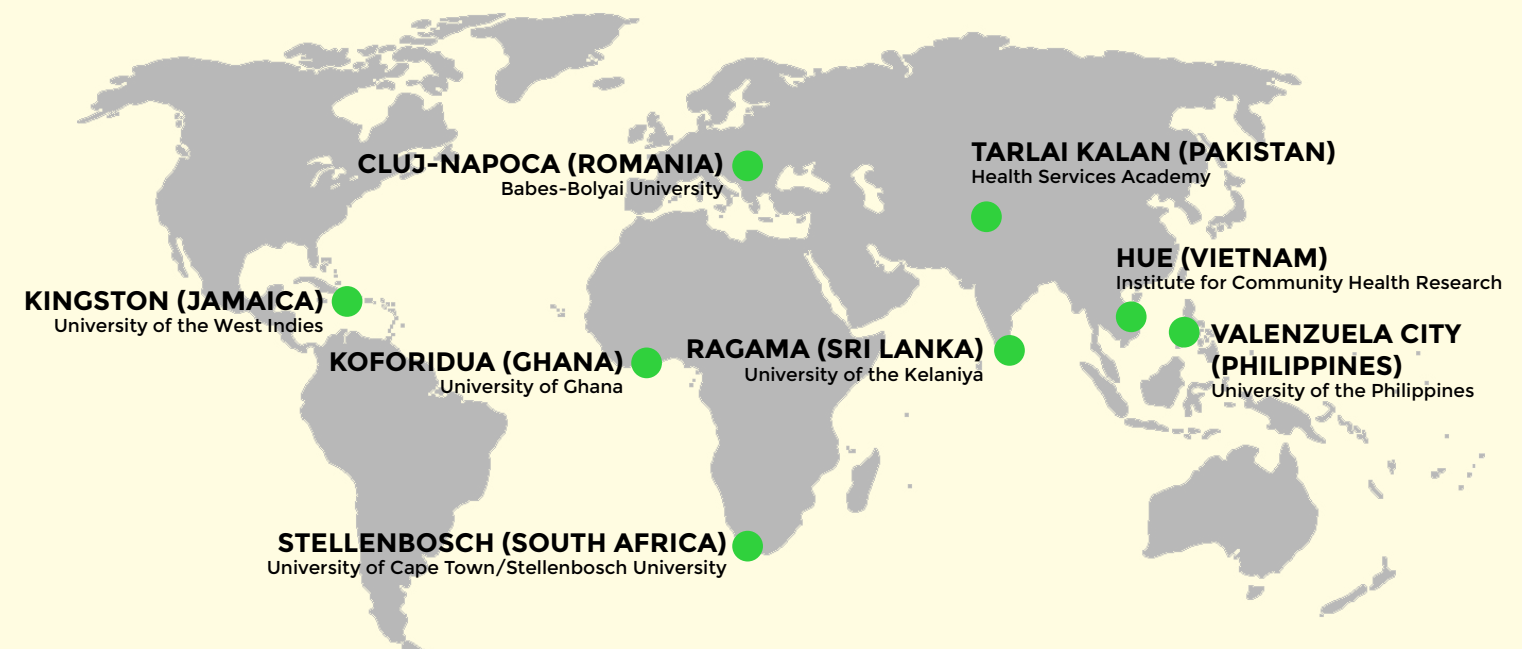 CLUJ-NAPOCA (ROMANIA)
Babes-Bolyai University
TARLAI KALAN (PAKISTAN)
Health Services Academy
HUE (VIETNAM)
Institute for Community Health Research
KINGSTON (JAMAICA)
University of the West Indies
KOFORIDUA (GHANA)
University of Ghana
RAGAMA (SRI LANKA)
University of the Kelaniya
VALENZUELA CITY
(PHILIPPINES)
University of the Philippines
STELLENBOSCH (SOUTH AFRICA)
University of Cape Town/Stellenbosch University